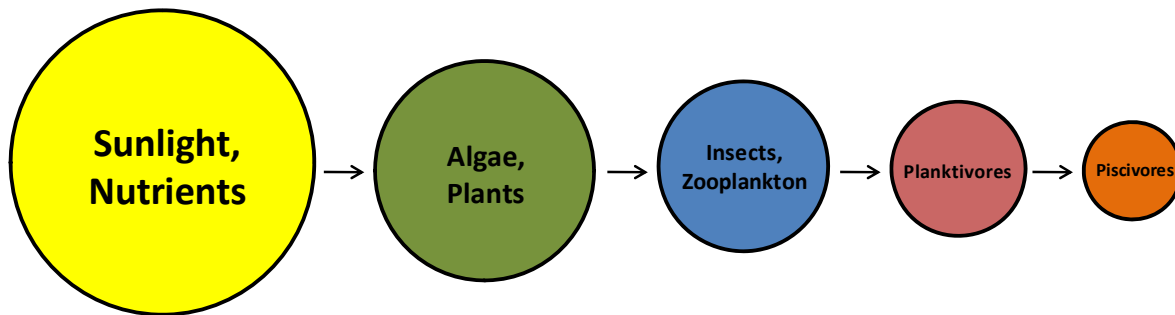 Sunlight,
Nutrients
Algae,
Plants
Insects,
Zooplankton
Planktivores
Piscivores